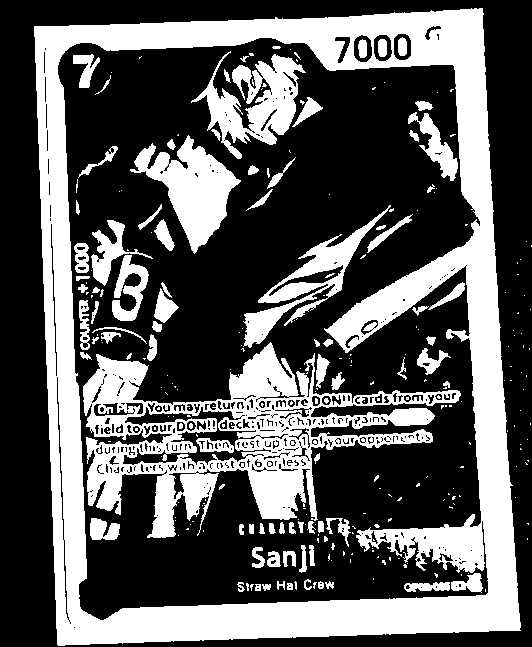 7
7000
COUNTER +1000
B
On Play You may return 1 or more DON!! cards from your
field to your DON!! deck: This Character gains
during this turn. Then, rest up to 1 of your opponent's
Characters with a cost of 6 or less.
CHARACTER
Sanji
Straw Hat Crew